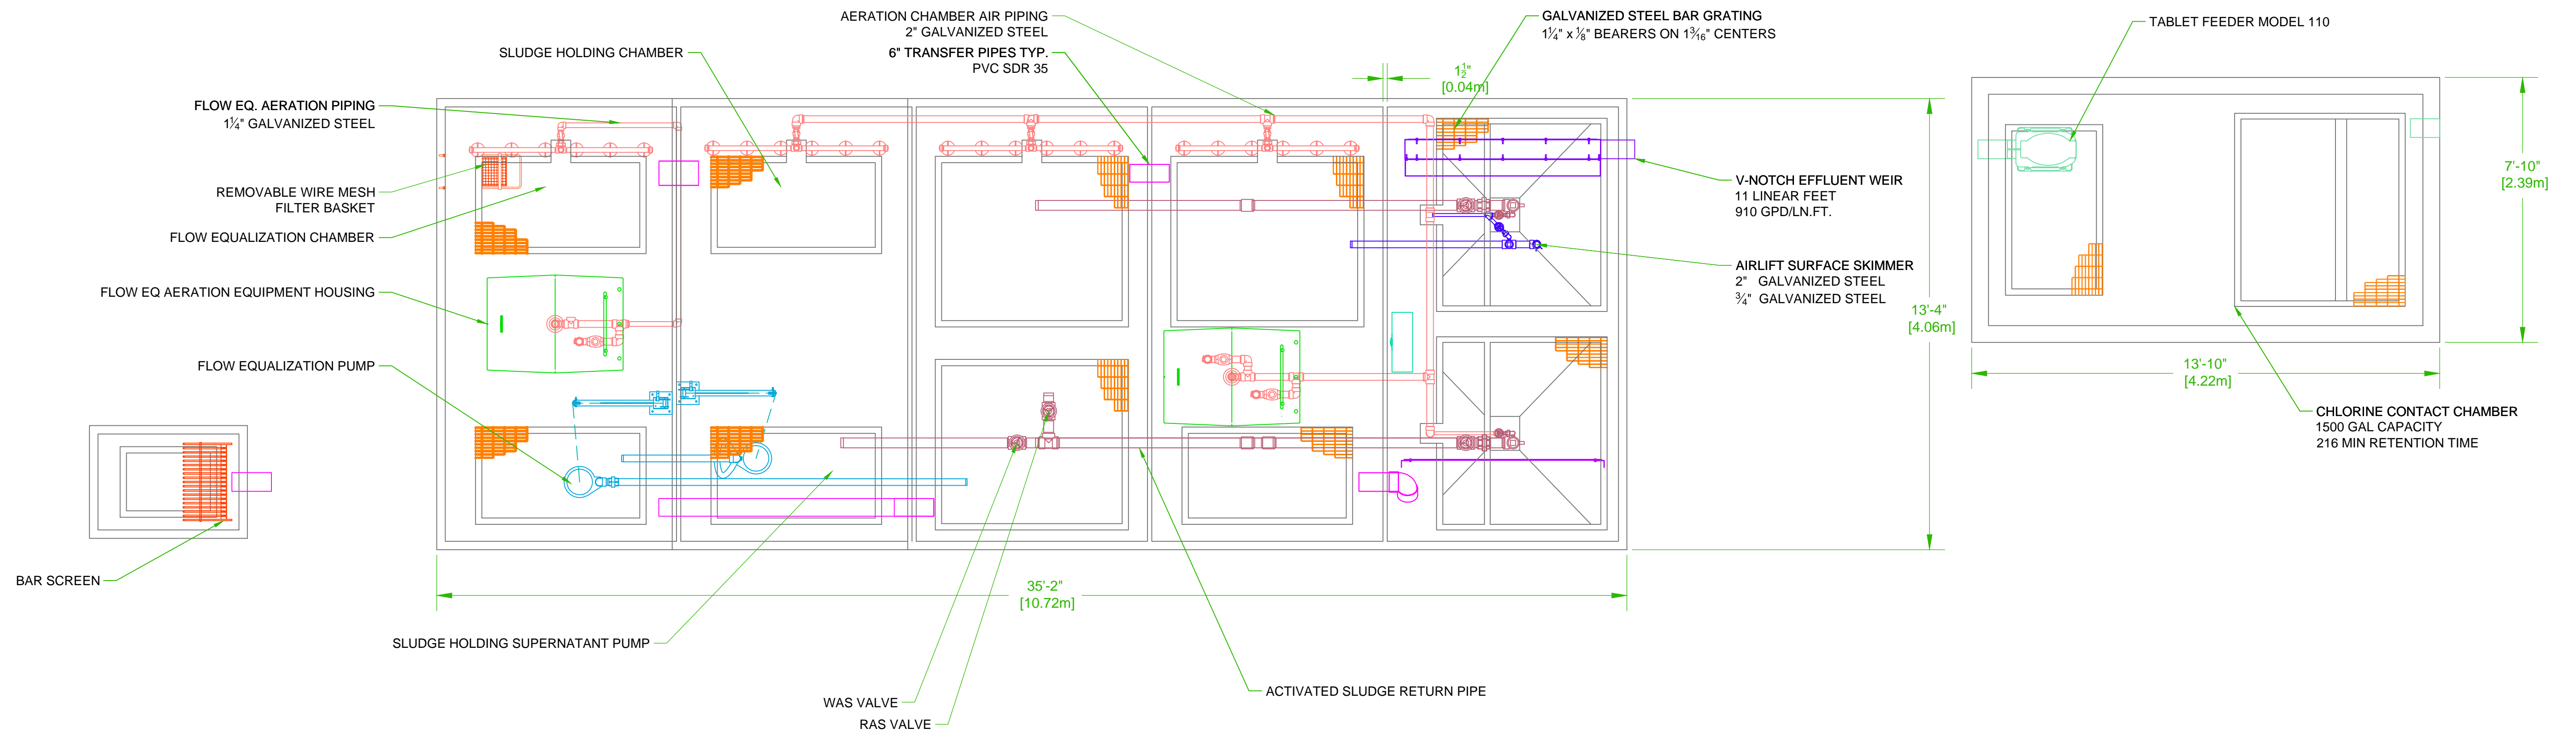 AERATION CHAMBER AIR PIPING
2" GALVANIZED STEEL
6" TRANSFER PIPES TYP.
PVC SDR 35
GALVANIZED STEEL BAR GRATING
1¼" x ⅛" BEARERS ON 1³⁄₁₆" CENTERS
TABLET FEEDER MODEL 110
SLUDGE HOLDING CHAMBER
1½"
[0.04m]
FLOW EQ. AERATION PIPING
1¼" GALVANIZED STEEL
REMOVABLE WIRE MESH
FILTER BASKET
FLOW EQUALIZATION CHAMBER
FLOW EQ AERATION EQUIPMENT HOUSING
FLOW EQUALIZATION PUMP
V-NOTCH EFFLUENT WEIR
11 LINEAR FEET
910 GPD/LN.FT.
AIRLIFT SURFACE SKIMMER
2" GALVANIZED STEEL
¾" GALVANIZED STEEL
13'-4"
[4.06m]
7'-10"
[2.39m]
13'-10"
[4.22m]
CHLORINE CONTACT CHAMBER
1500 GAL CAPACITY
216 MIN RETENTION TIME
BAR SCREEN
35'-2"
[10.72m]
SLUDGE HOLDING SUPERNATANT PUMP
ACTIVATED SLUDGE RETURN PIPE
WAS VALVE
RAS VALVE